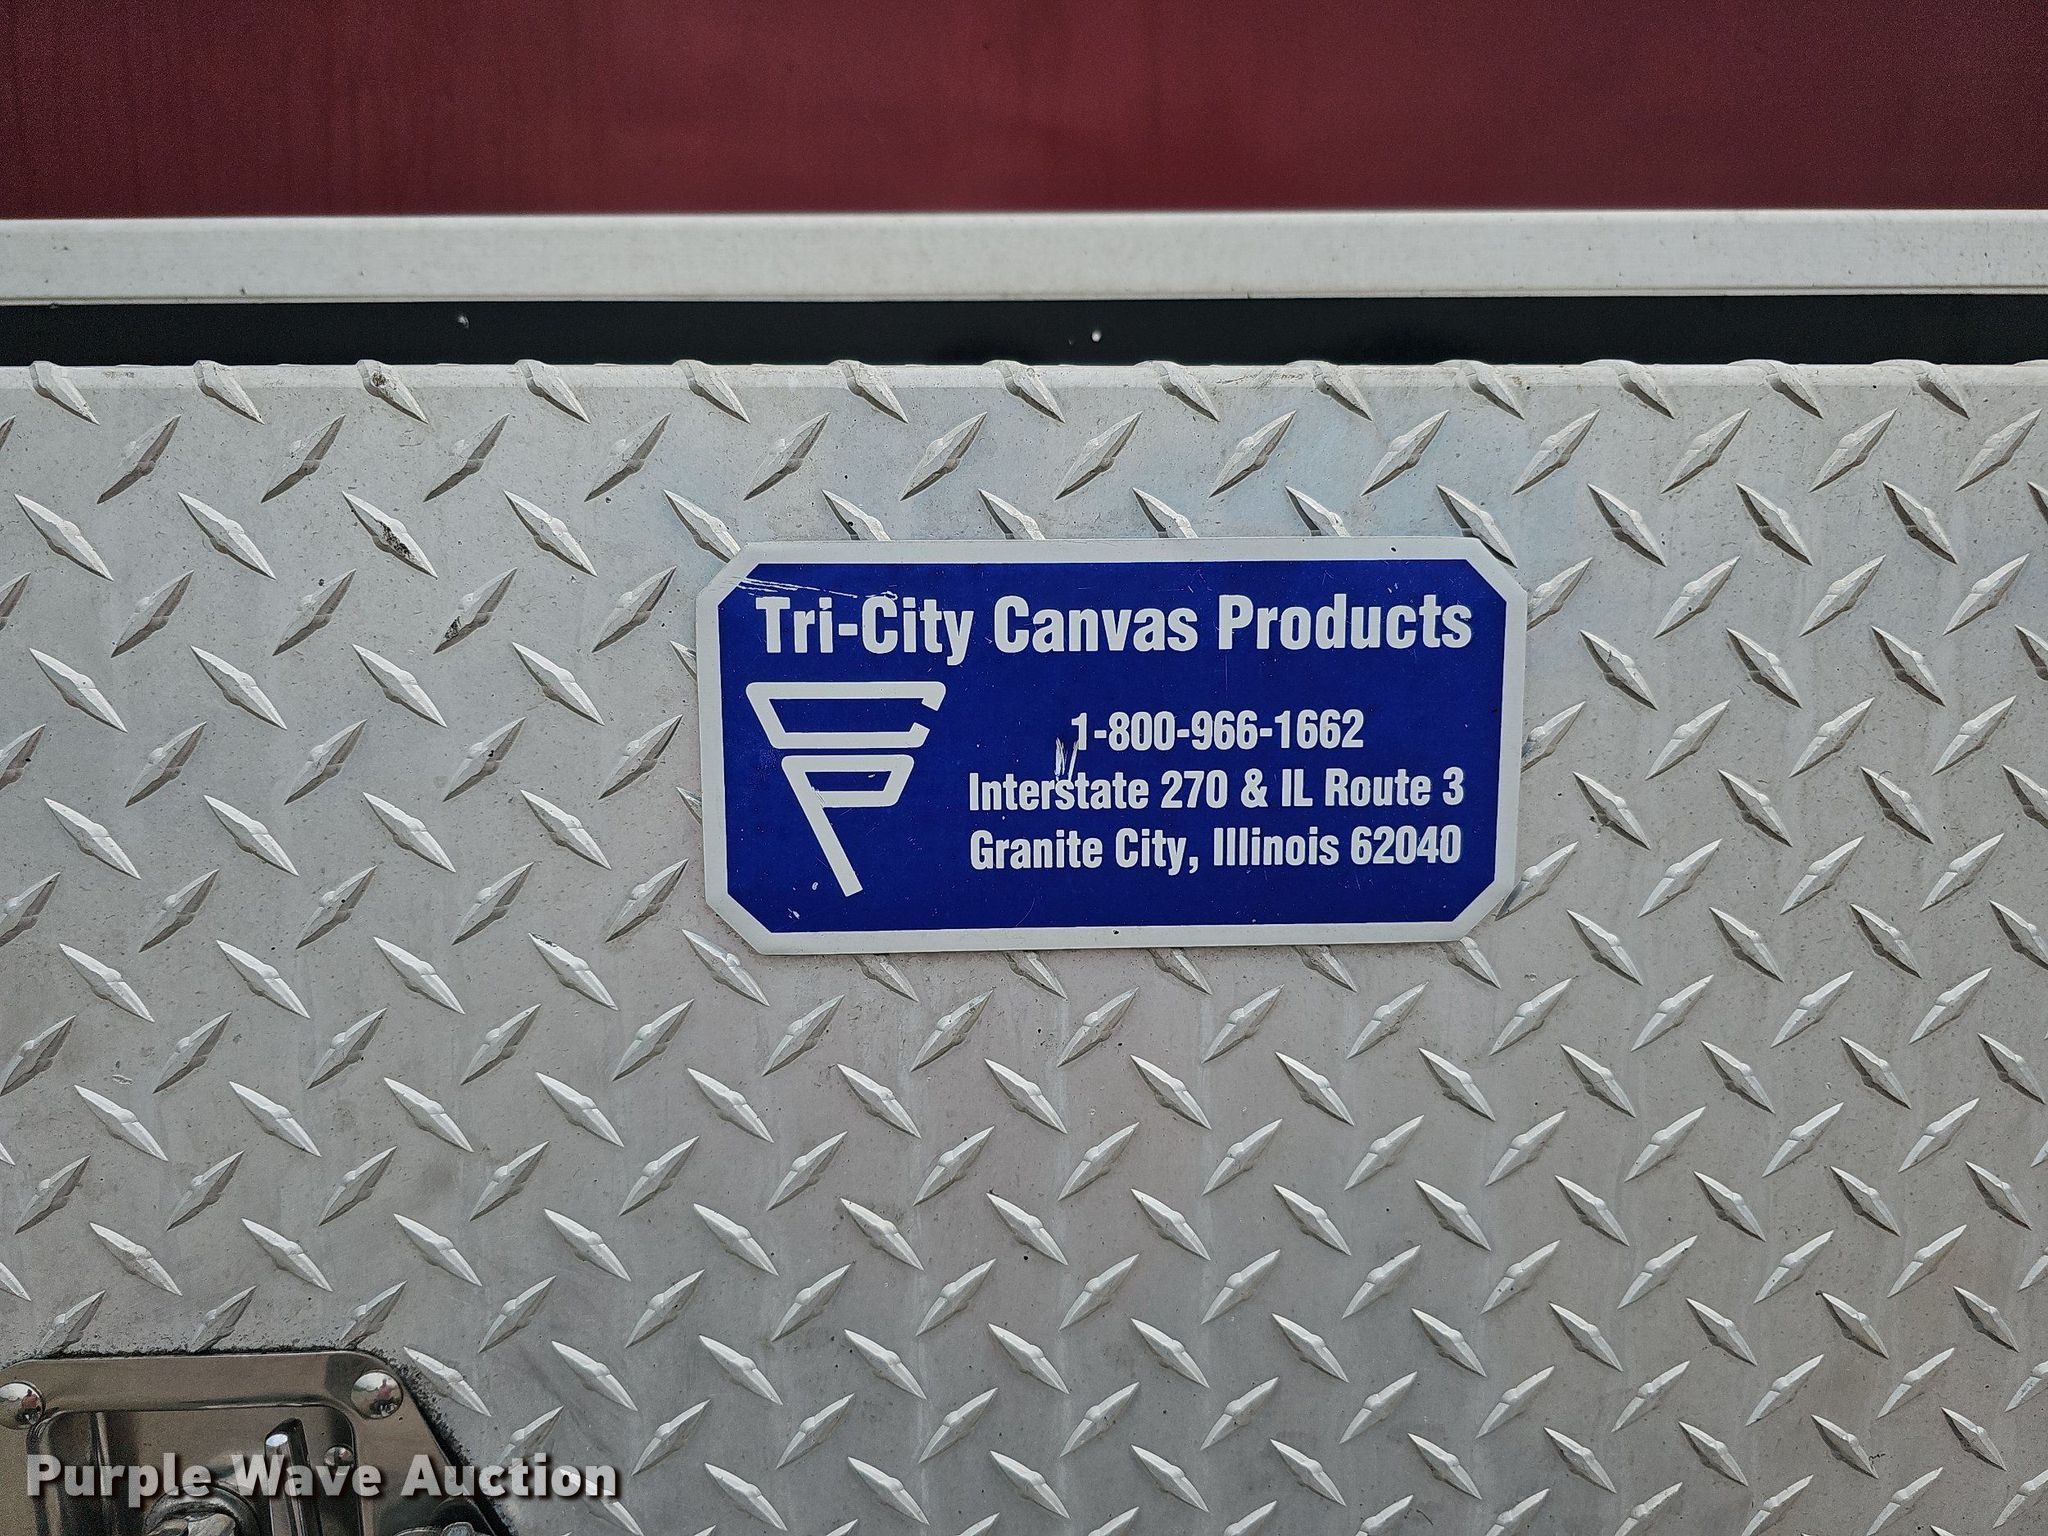 Tri-City Canvas Products
CP
1-800-966-1662
Interstate 270 & IL Route 3
Granite City, Illinois 62040
Purple Wave Auction